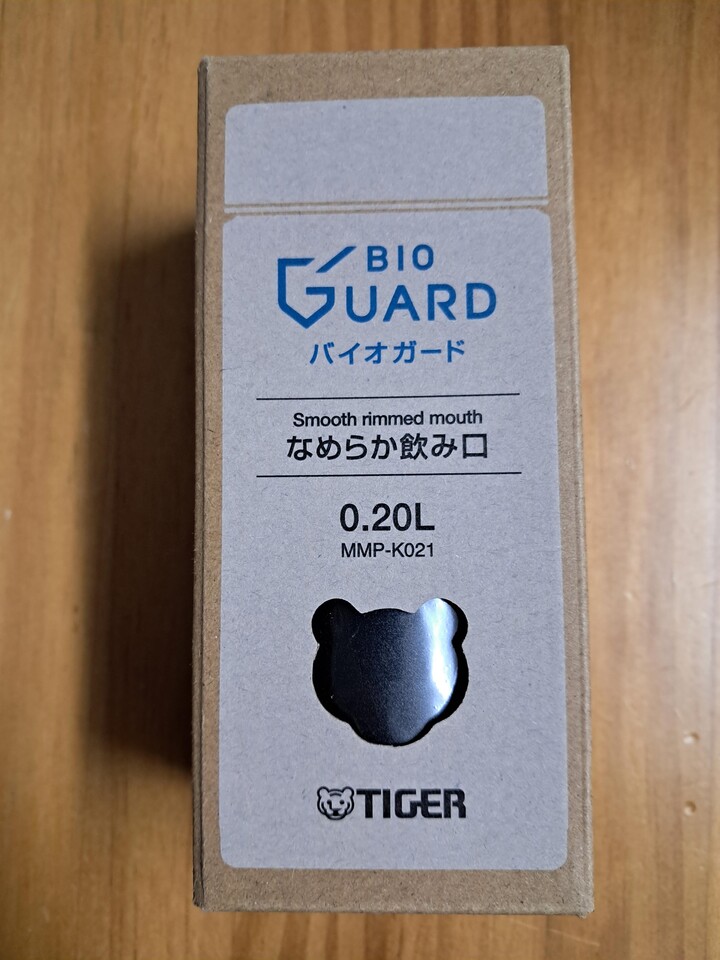 BIO
GUARD
バイオガード
Smooth rimmed mouth
なめらか飲み口
0.20L
MMP-K021
TIGER